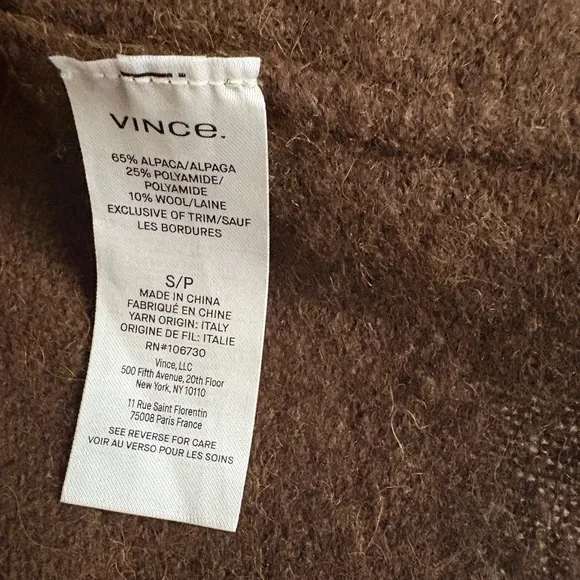 VINCe.
65% ALPACA/ALPAGA
25% POLYAMIDE/
POLYAMIDE
10% WOOL/LAINE
EXCLUSIVE OF TRIM/SAUF
LES BORDURES
S/P
MADE IN CHINA
FABRIQUÉ EN CHINE
YARN ORIGIN: ITALY
ORIGINE DE FIL: ITALIE
RN#106730
Vince, LLC
500 Fifth Avenue, 20th Floor
New York, NY 10110
11 Rue Saint Florentin
75008 Paris France
SEE REVERSE FOR CARE
VOIR AU VERSO POUR LES SOINS